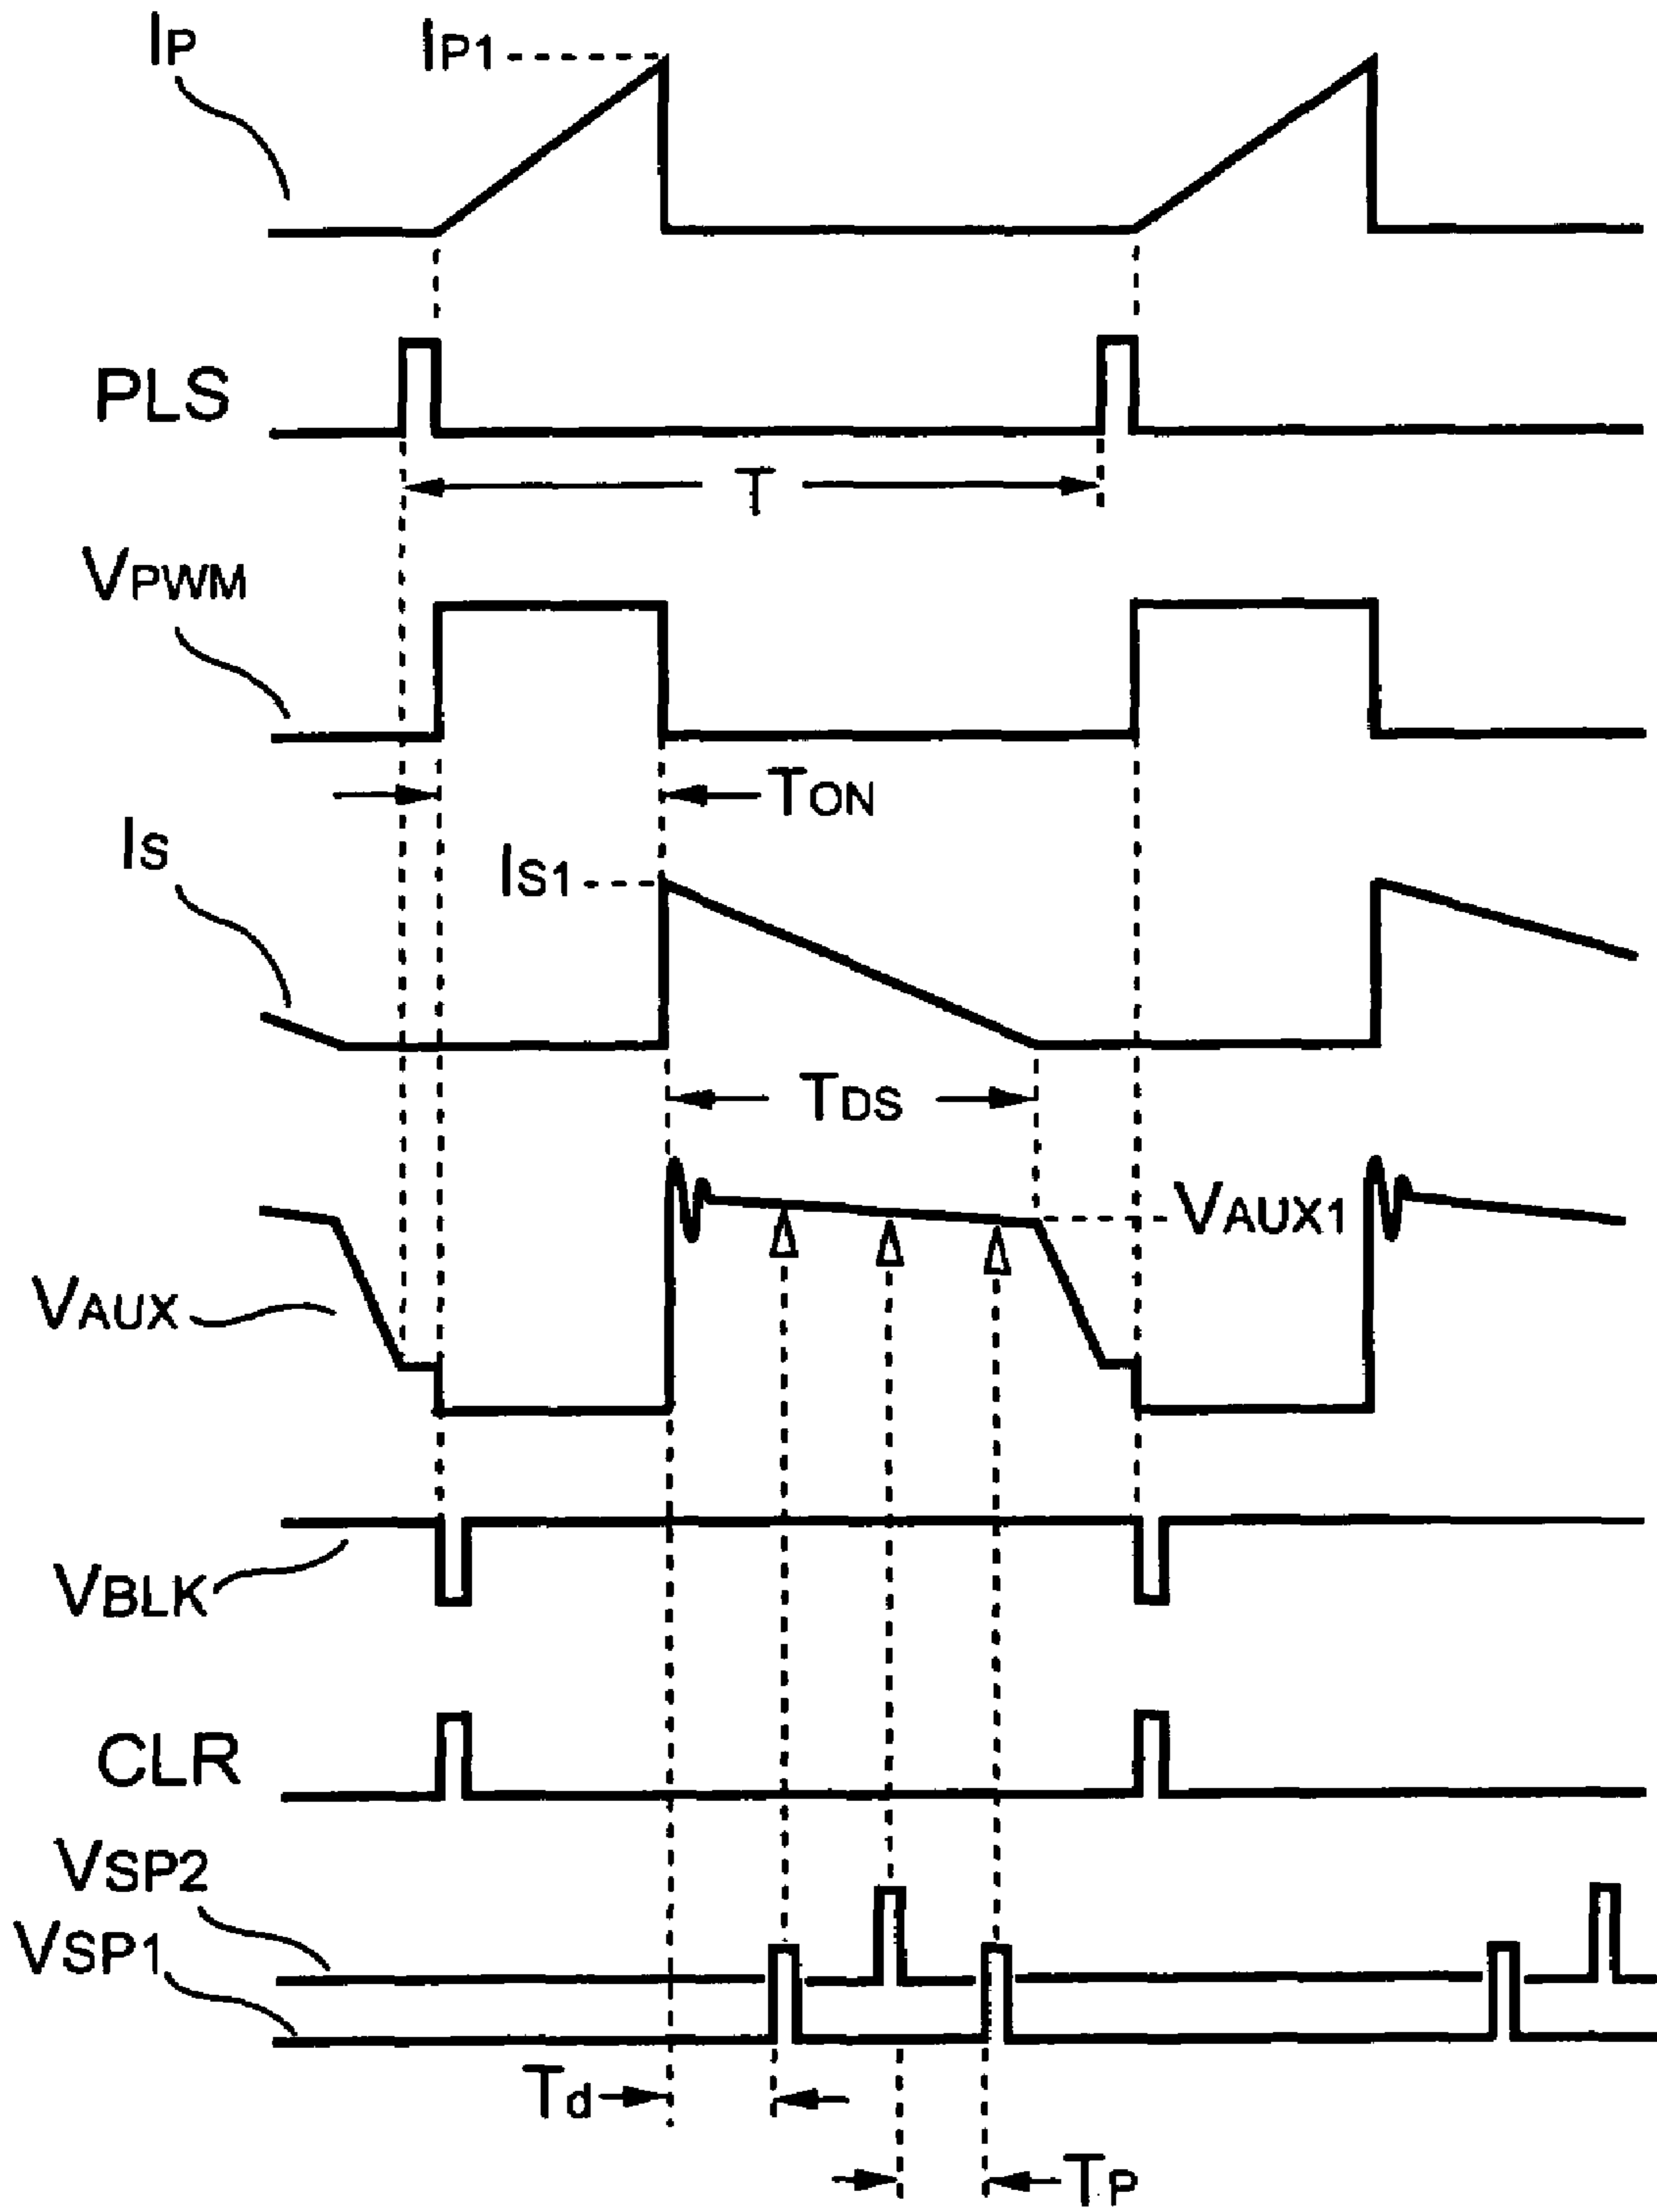 IP
IP1
PLS
T
VPWM
TON
IS
IS1
TDS
VAUX1
VAUX
VBLK
CLR
VSP2
VSP1
Td
TP